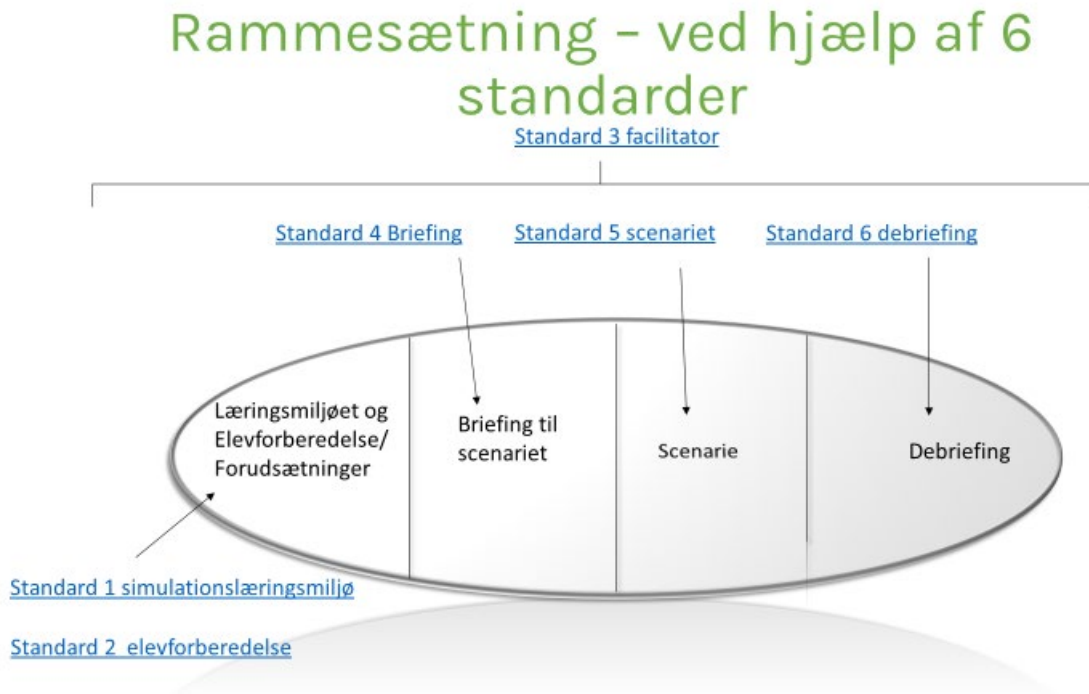 Rammesætning – ved hjælp af 6
standarder
Standard 3 facilitator
Standard 4 Briefing
Standard 5 scenariet
Standard 6 debriefing
Læringsmiljøet og
Elevforberedelse/
Forudsætninger
Briefing til
scenariet
Scenarie
Debriefing
Standard 1 simulationslæringsmiljø
Standard 2 elevforberedelse